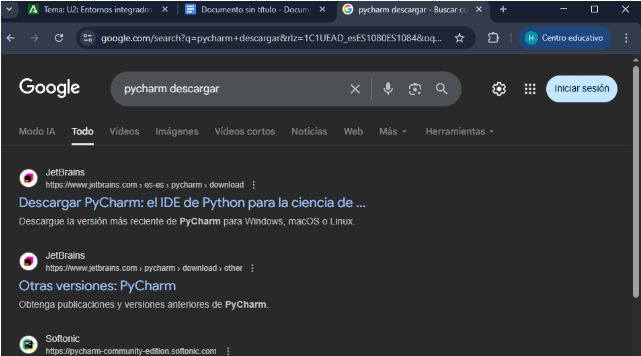 Tema: U2: Entornos integrados
Documento sin título - Docume
pycharm descargar - Buscar co
google.com/search?q=pycharm+descargar&rlz=1C1UEAD_esES1080ES1084&oq...
H Centro educativo
Google
pycharm descargar
Iniciar sesión
Modo IA Todo Vídeos Imágenes Vídeos cortos Noticias Web Más Herramientas
JetBrains
https://www.jetbrains.com › es-es › pycharm › download
Descargar PyCharm: el IDE de Python para la ciencia de ...
Descargue la versión más reciente de PyCharm para Windows, macOS o Linux.
JetBrains
https://www.jetbrains.com › pycharm › download › other
Otras versiones: PyCharm
Obtenga publicaciones y versiones anteriores de PyCharm.
Softonic
https://pycharm-community-edition.softonic.com